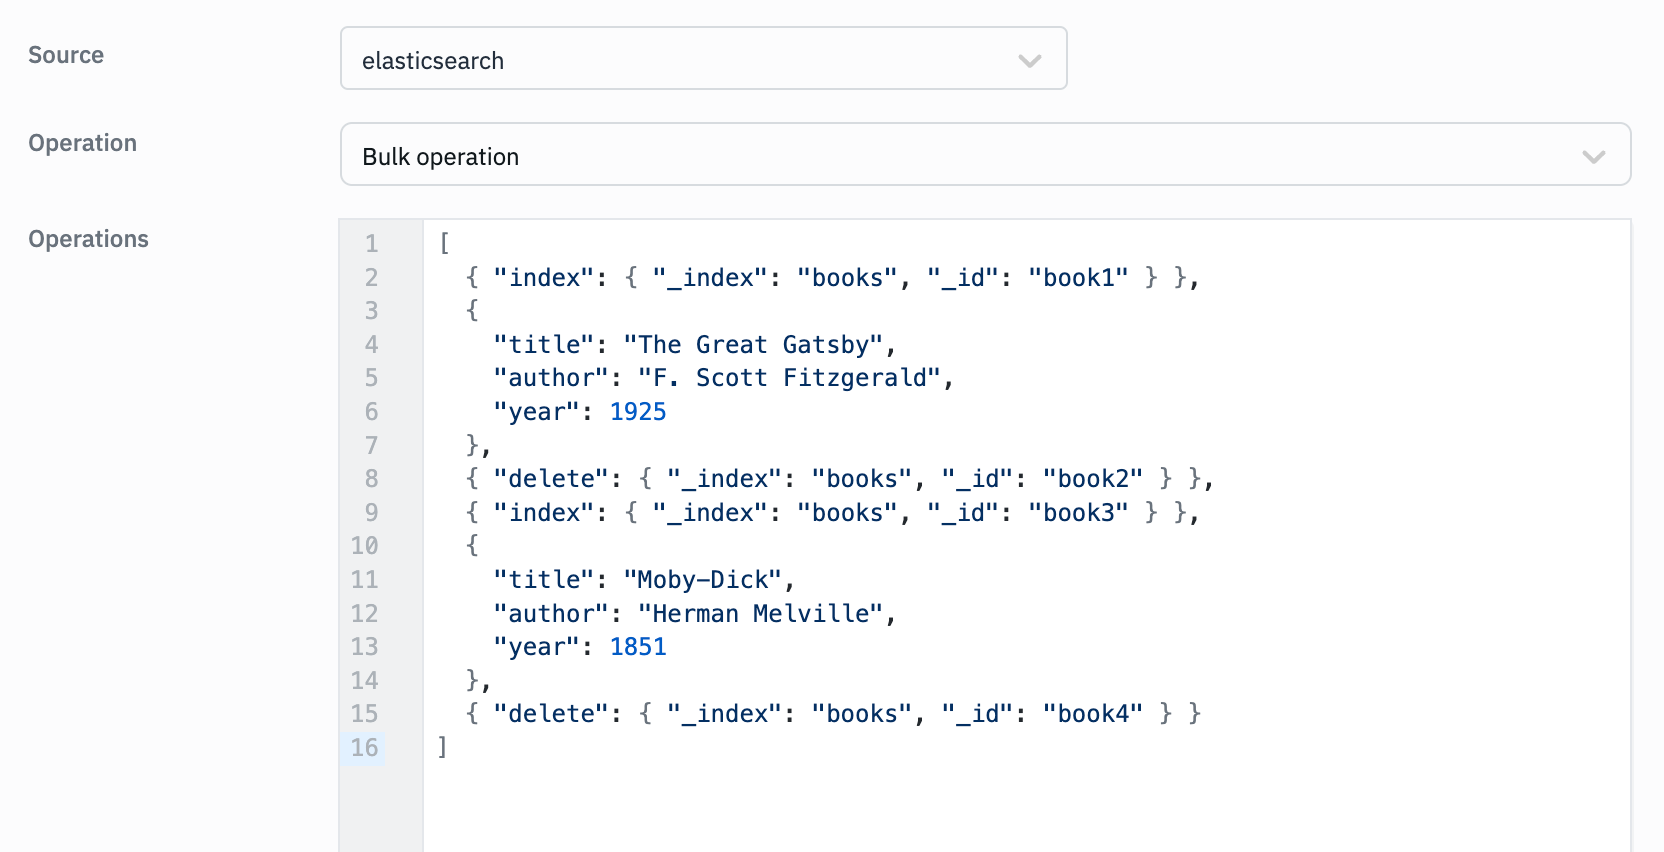 Source
elasticsearch
Operation
Bulk operation
Operations
1 [
2   { "index": { "_index": "books", "_id": "book1" } },
3   {
4     "title": "The Great Gatsby",
5     "author": "F. Scott Fitzgerald",
6     "year": 1925
7   },
8   { "delete": { "_index": "books", "_id": "book2" } },
9   { "index": { "_index": "books", "_id": "book3" } },
10   {
11     "title": "Moby-Dick",
12     "author": "Herman Melville",
13     "year": 1851
14   },
15   { "delete": { "_index": "books", "_id": "book4" } }
16 ]